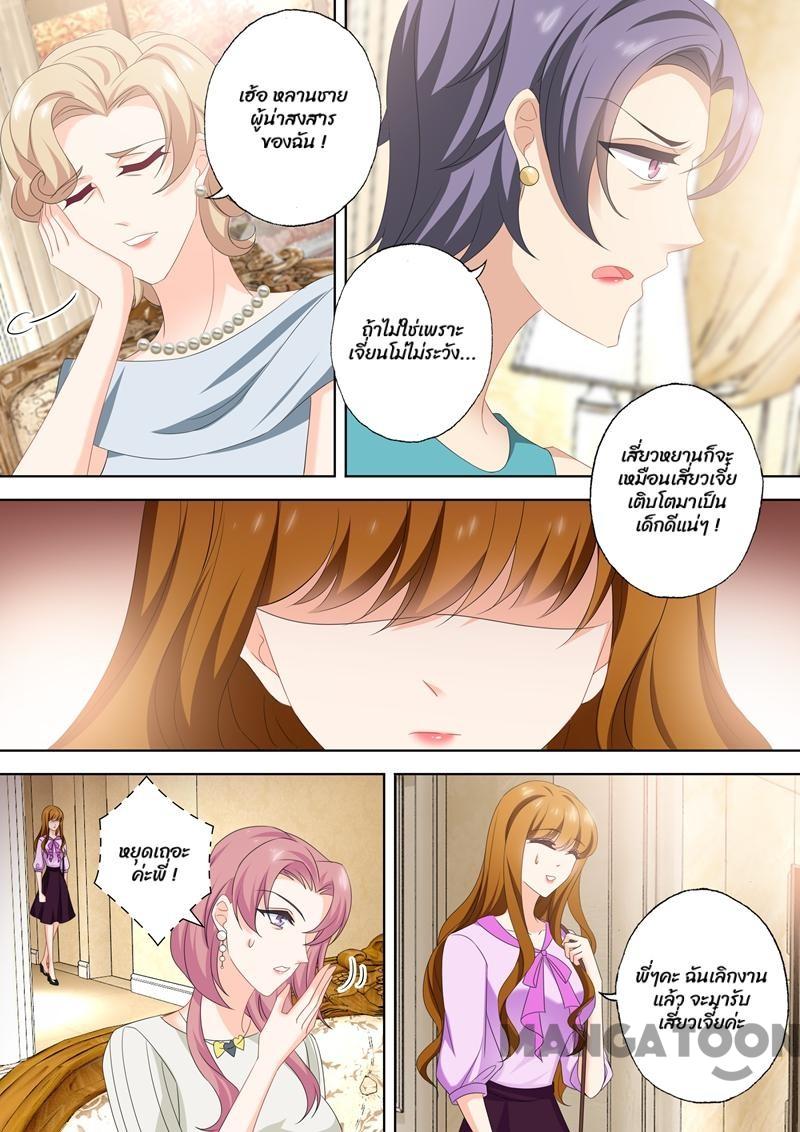 เฮ้อ หลานชาย
ผู้น่าสงสาร
ของฉัน !
ถ้าไม่ใช่เพราะ
เจี่ยนโม่ไม่ระวัง...
เสี่ยวหยานก็จะ
เหมือนเสี่ยวเจี๋ย
เติบโตมาเป็น
เด็กดีแน่ๆ !
หยุดเถอะ
ค่ะพี่ !
พี่ๆคะ ฉันเลิกงาน
แล้ว จะมารับ
เสี่ยวเจี๋ยค่ะ
MANGATOON